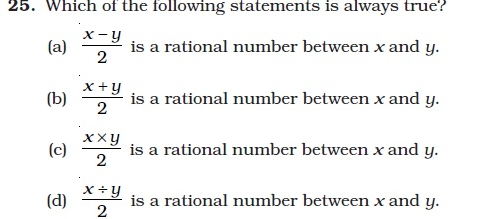 25. Which of the following statements is always true?
(a) x – y / 2 is a rational number between x and y.
(b) x + y / 2 is a rational number between x and y.
(c) x × y / 2 is a rational number between x and y.
(d) x ÷ y / 2 is a rational number between x and y.